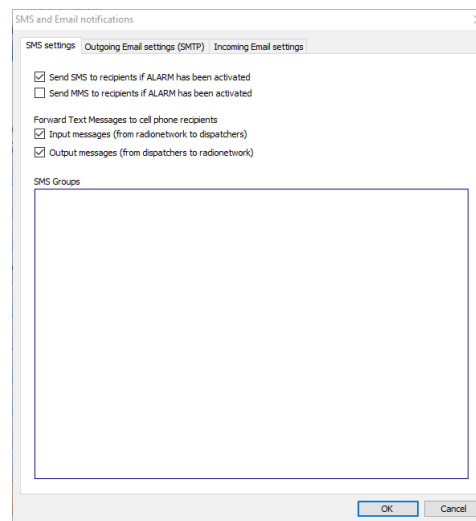 SMS and Email notifications
SMS settings
Outgoing Email settings (SMTP)
Incoming Email settings
Send SMS to recipients if ALARM has been activated
Send MMS to recipients if ALARM has been activated
Forward Text Messages to cell phone recipients
Input messages (from radionetwork to dispatchers)
Output messages (from dispatchers to radionetwork)
SMS Groups
OK
Cancel